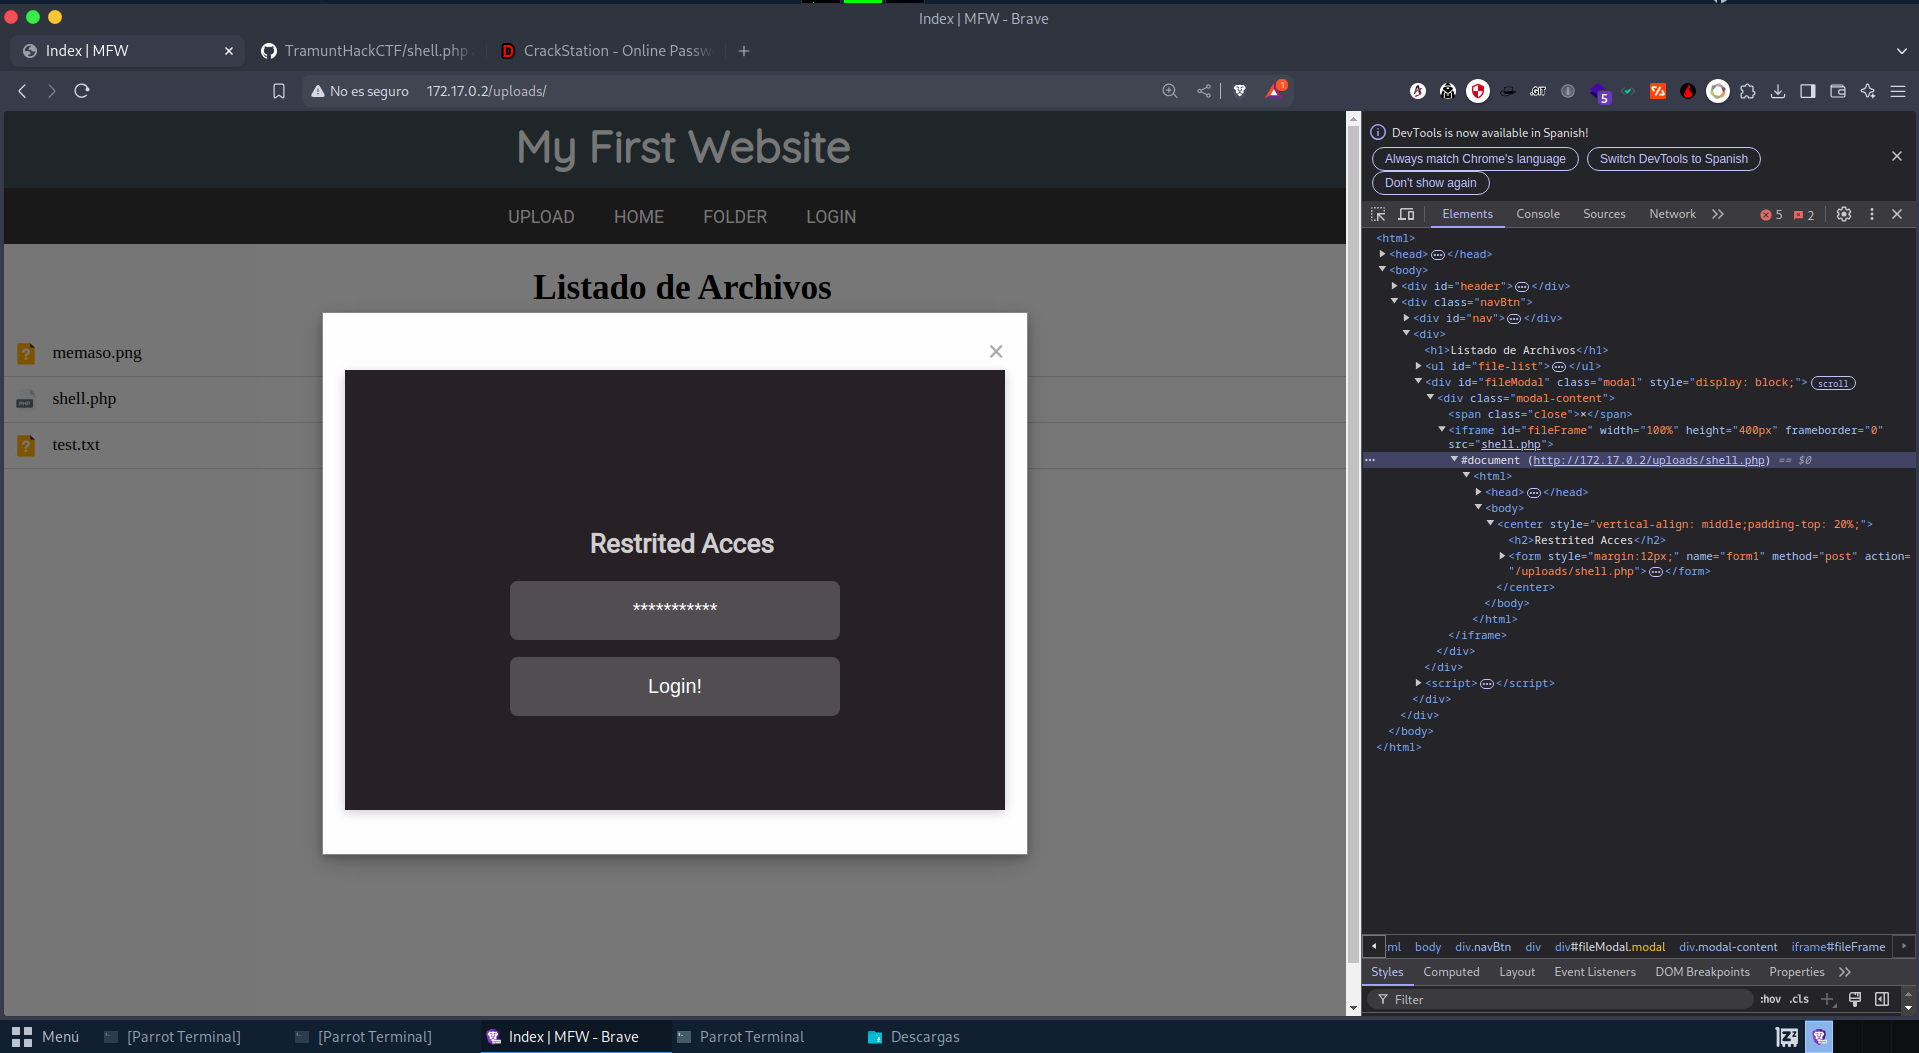 Index | MFW - Brave
Index | MFW
TramuntHackCTF/shell.php
CrackStation - Online Passw
No es seguro 172.17.0.2/uploads/
1
.GIT
5
My First Website
UPLOAD HOME FOLDER LOGIN
Listado de Archivos
memaso.png
shell.php
test.txt
×
Restrited Acces
***********
Login!
DevTools is now available in Spanish!
Always match Chrome's language
Switch DevTools to Spanish
Don't show again
Elements Console Sources Network 5 2
<html>
<head></head>
<body>
<div id="header"></div>
<div class="navBtn">
<div id="nav"></div>
<div>
<h1>Listado de Archivos</h1>
<ul id="file-list"></ul>
<div id="fileModal" class="modal" style="display: block;"> scroll
<div class="modal-content">
<span class="close">×</span>
<iframe id="fileFrame" width="100%" height="400px" frameborder="0"
src="shell.php">
#document (http://172.17.0.2/uploads/shell.php) == $0
<html>
<head></head>
<body>
<center style="vertical-align: middle;padding-top: 20%;">
<h2>Restrited Acces</h2>
<form style="margin:12px;" name="form1" method="post" action=
"/uploads/shell.php"></form>
</center>
</body>
</html>
</iframe>
</div>
</div>
<script></script>
</div>
</div>
</body>
</html>
ml body div.navBtn div div#fileModal.modal div.modal-content iframe#fileFrame
Styles Computed Layout Event Listeners DOM Breakpoints Properties
Filter :hov .cls
Menú [Parrot Terminal] [Parrot Terminal] Index | MFW - Brave Parrot Terminal Descargas